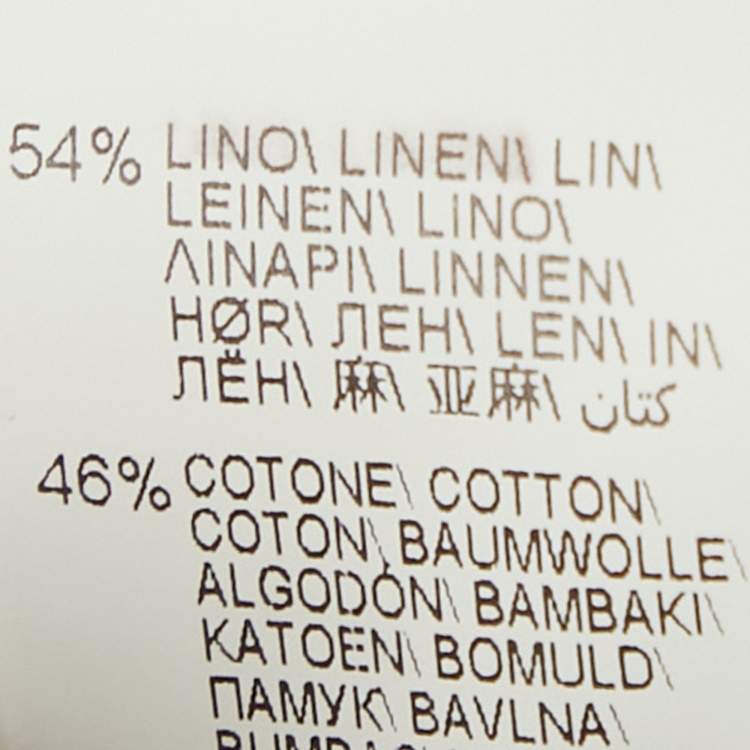 54% LINO\ LINEN\ LIN\
LEINEN\ LINO\
ΛΙΝΑΡΙ\ LINNEN\
HØR\ ЛЕН\ LEN\ IN\
ЛЁН\ 麻\ 亚麻\ كتان
46% COTONE\ COTTON\
COTON\ BAUMWOLLE\
ALGODÓN\ BAMBAKI\
KATOEN\ BOMULD\
ПАМУК\ BAVLNA\